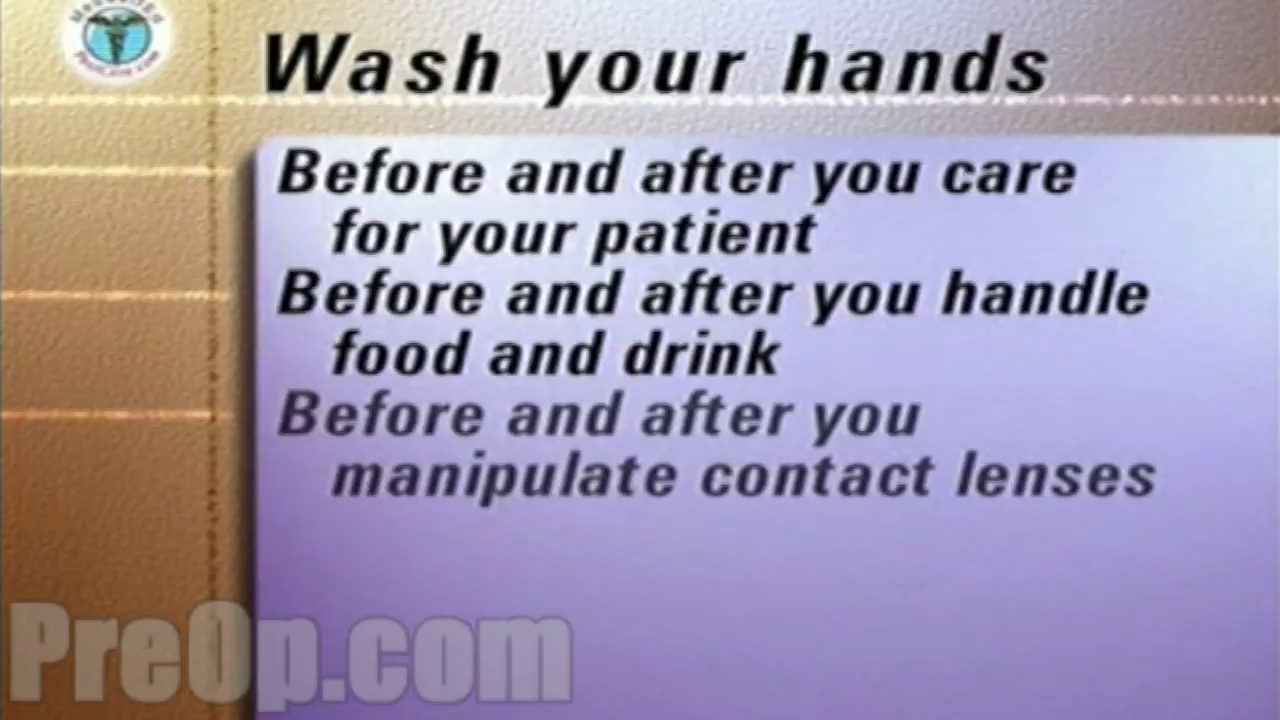 Wash your hands
Before and after you care
for your patient
Before and after you handle
food and drink
Before and after you
manipulate contact lenses
PreOp.com